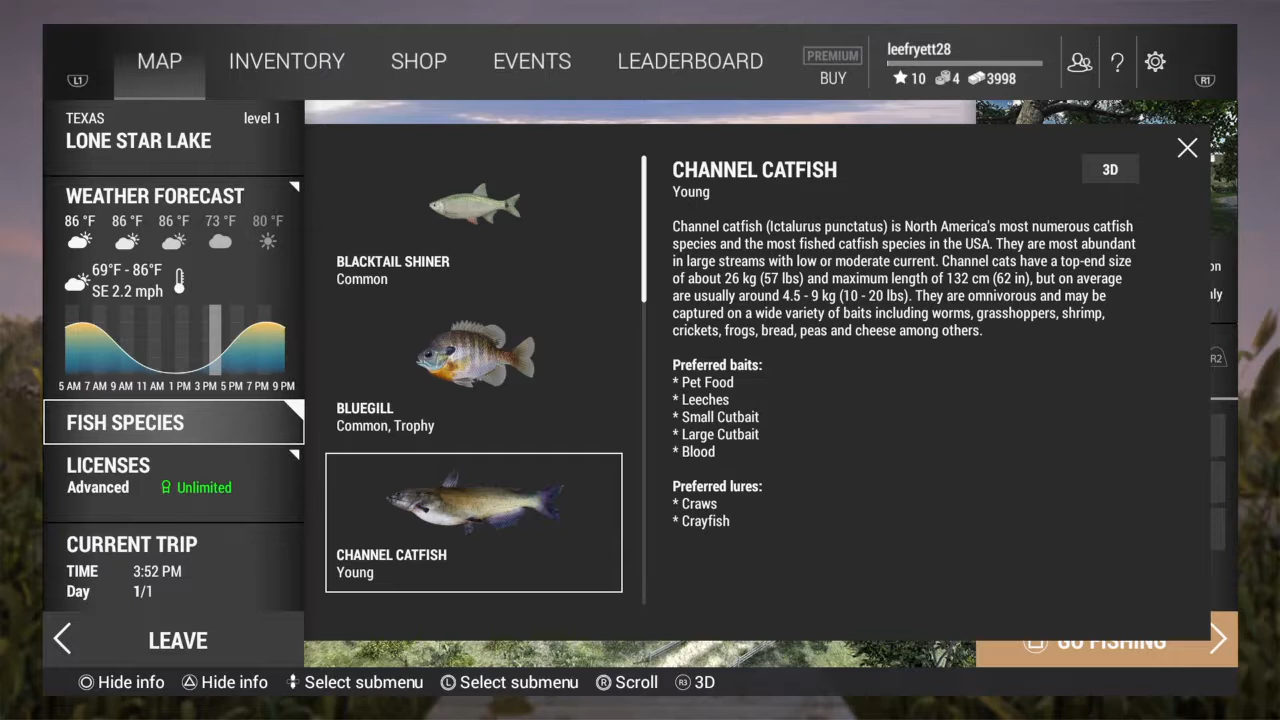 MAP
INVENTORY
SHOP
EVENTS
LEADERBOARD
PREMIUM
BUY
leefryett28
10
4
3998
?
L1
R1
TEXAS
level 1
LONE STAR LAKE
WEATHER FORECAST
86 °F 86 °F 86 °F 73 °F 80 °F
69°F - 86°F
SE 2.2 mph
5 AM 7 AM 9 AM 11 AM 1 PM 3 PM 5 PM 7 PM 9 PM
FISH SPECIES
LICENSES
Advanced Unlimited
CURRENT TRIP
TIME 3:52 PM
Day 1/1
LEAVE
BLACKTAIL SHINER
Common
BLUEGILL
Common, Trophy
CHANNEL CATFISH
Young
CHANNEL CATFISH
Young
3D
Channel catfish (Ictalurus punctatus) is North America's most numerous catfish
species and the most fished catfish species in the USA. They are most abundant
in large streams with low or moderate current. Channel cats have a top-end size
of about 26 kg (57 lbs) and maximum length of 132 cm (62 in), but on average
are usually around 4.5 - 9 kg (10 - 20 lbs). They are omnivorous and may be
captured on a wide variety of baits including worms, grasshoppers, shrimp,
crickets, frogs, bread, peas and cheese among others.
Preferred baits:
* Pet Food
* Leeches
* Small Cutbait
* Large Cutbait
* Blood
Preferred lures:
* Craws
* Crayfish
R2
GO FISHING
Hide info
Hide info
Select submenu
L Select submenu
R Scroll
R3 3D